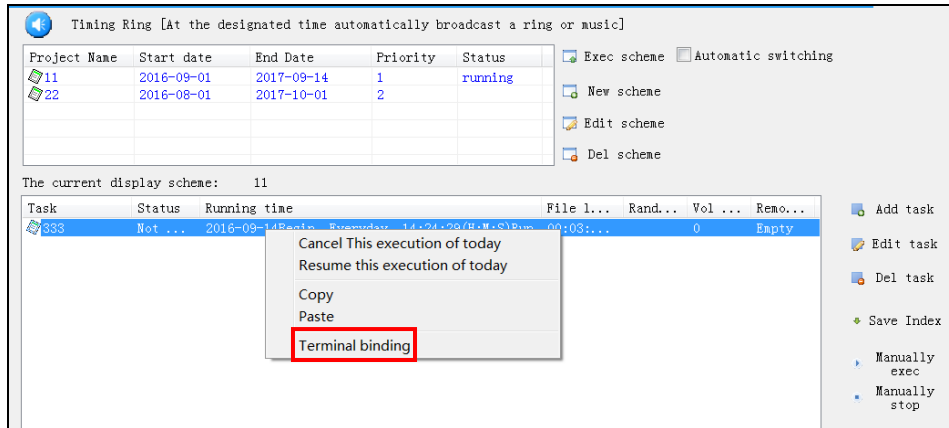 Timing Ring [At the designated time automatically broadcast a ring or music]
Project Name Start date End Date Priority Status
11 2016-09-01 2017-09-14 1 running
22 2016-08-01 2017-10-01 2
Exec scheme Automatic switching
New scheme
Edit scheme
Del scheme
The current display scheme: 11
Task Status Running time File l... Rand... Vol ... Remo...
333 Not ... 2016-09-14Begin, Everyday, 14:24:29(H:M:S)Run 00:03:... 0 Empty
Cancel This execution of today
Resume this execution of today
Copy
Paste
Terminal binding
Add task
Edit task
Del task
Save Index
Manually
exec
Manually
stop